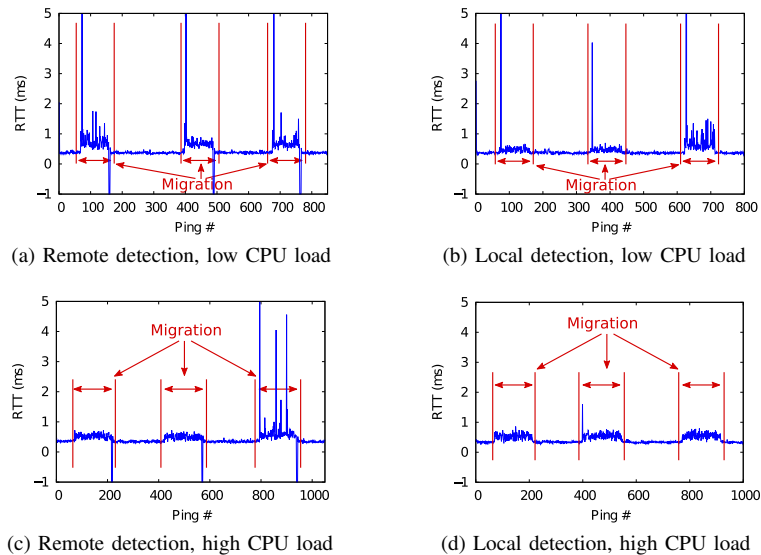 5
4
3
2
1
0
−1
RTT (ms)
Migration
0 100 200 300 400 500 600 700 800
Ping #
(a) Remote detection, low CPU load
5
4
3
2
1
0
−1
RTT (ms)
Migration
0 100 200 300 400 500 600 700 800
Ping #
(b) Local detection, low CPU load
5
4
3
2
1
0
−1
RTT (ms)
Migration
0 200 400 600 800 1000
Ping #
(c) Remote detection, high CPU load
5
4
3
2
1
0
−1
RTT (ms)
Migration
0 200 400 600 800 1000
Ping #
(d) Local detection, high CPU load